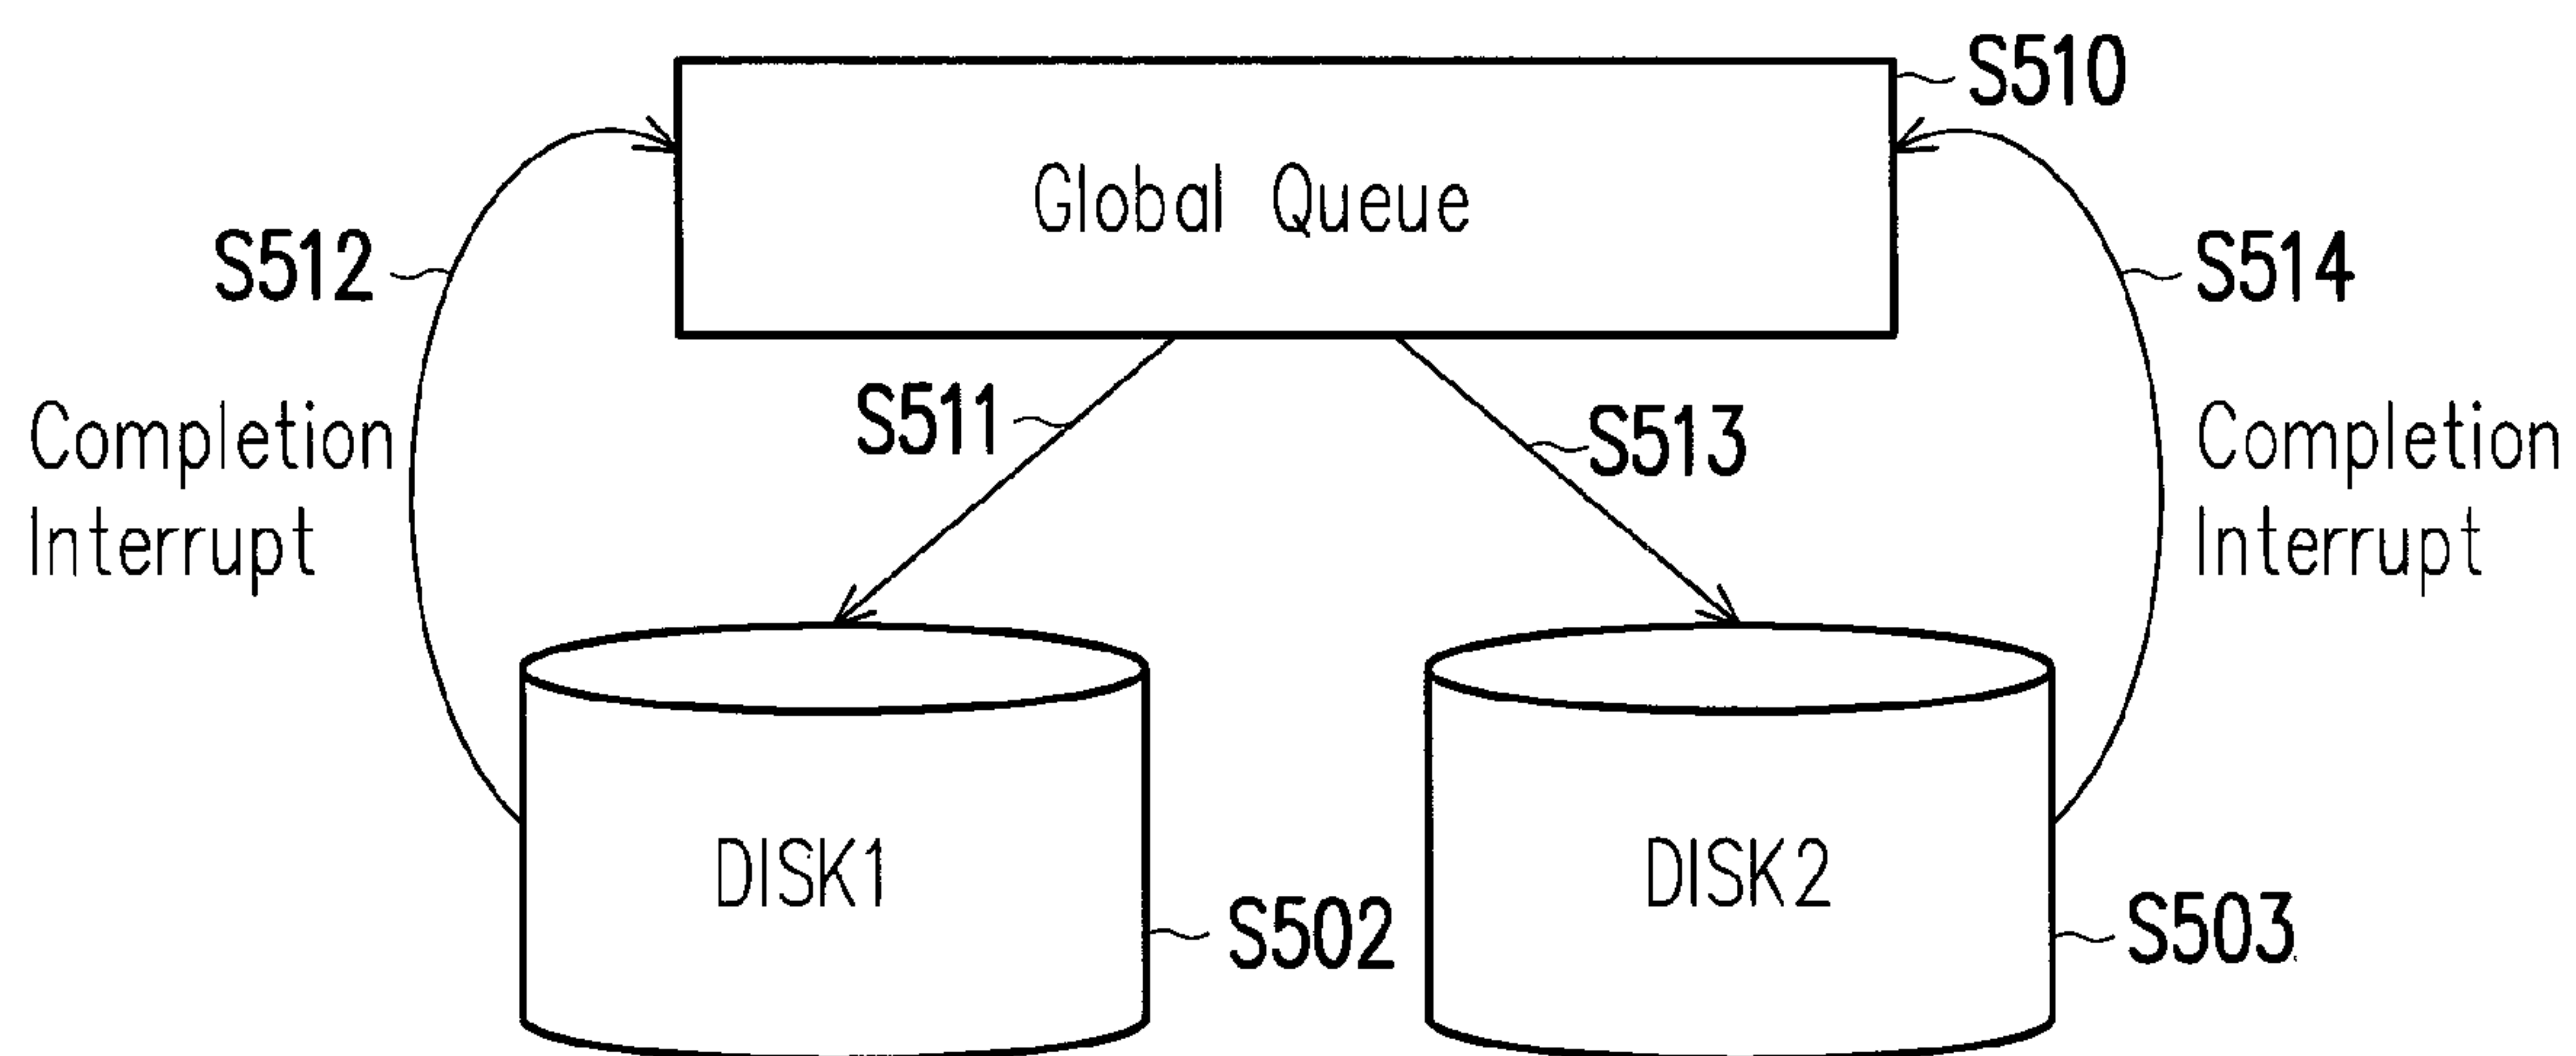 S510
Global Queue
S512
S514
S511
S513
Completion
Interrupt
Completion
Interrupt
DISK1
DISK2
S502
S503